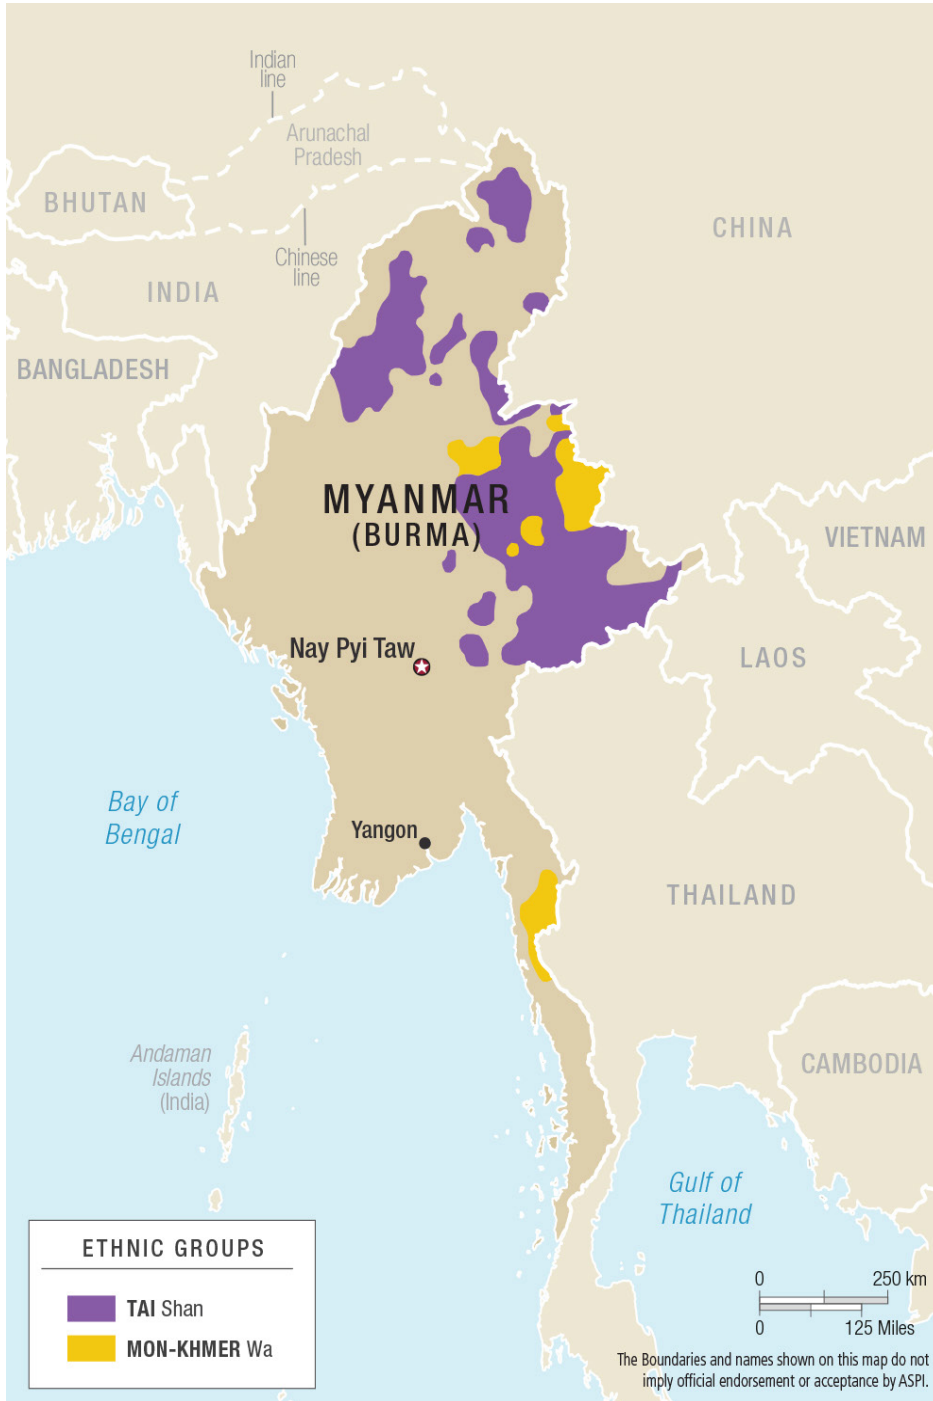 Indian
line
Arunachal
Pradesh
BHUTAN
CHINA
Chinese
line
INDIA
BANGLADESH
MYANMAR
(BURMA)
VIETNAM
Nay Pyi Taw
LAOS
Bay of
Bengal
Yangon
THAILAND
Andaman
Islands
(India)
CAMBODIA
Gulf of
Thailand
ETHNIC GROUPS
TAI Shan
MON-KHMER Wa
0 250 km
0 125 Miles
The Boundaries and names shown on this map do not
imply official endorsement or acceptance by ASPI.